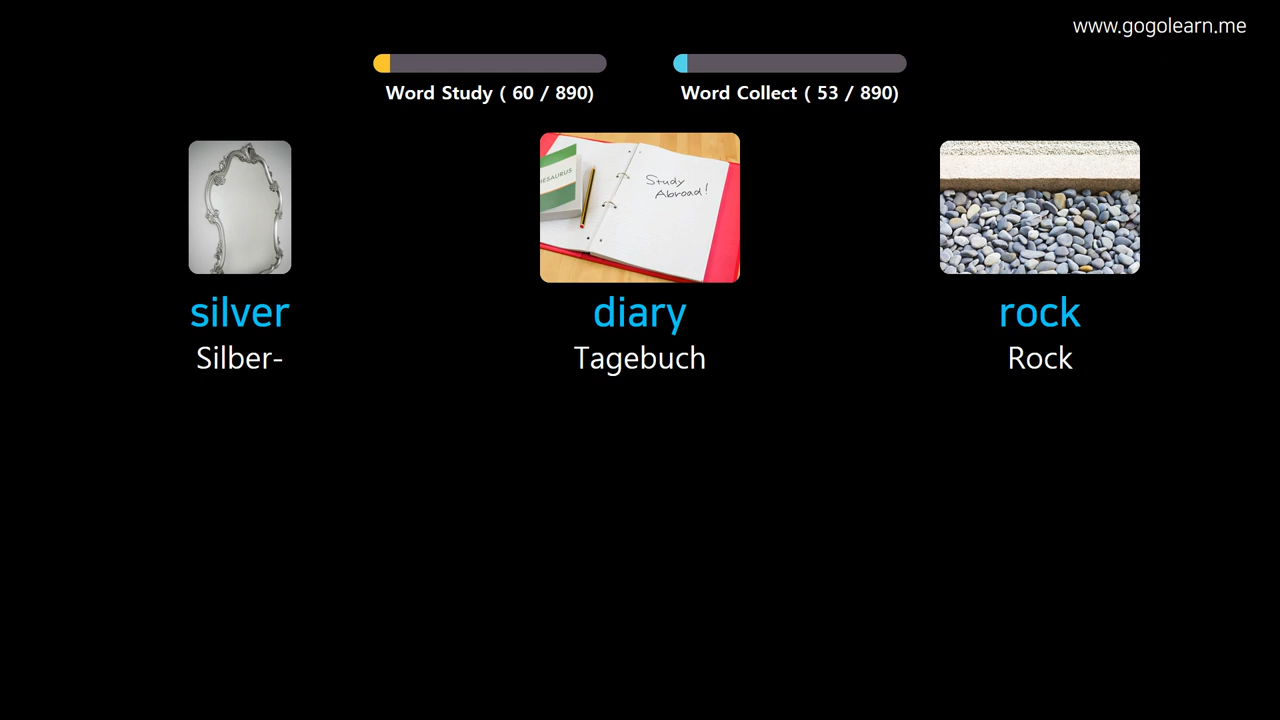 www.gogolearn.me
Word Study ( 60 / 890)
Word Collect ( 53 / 890)
ESAURUS
Study
Abroad!
silver
diary
rock
Silber-
Tagebuch
Rock